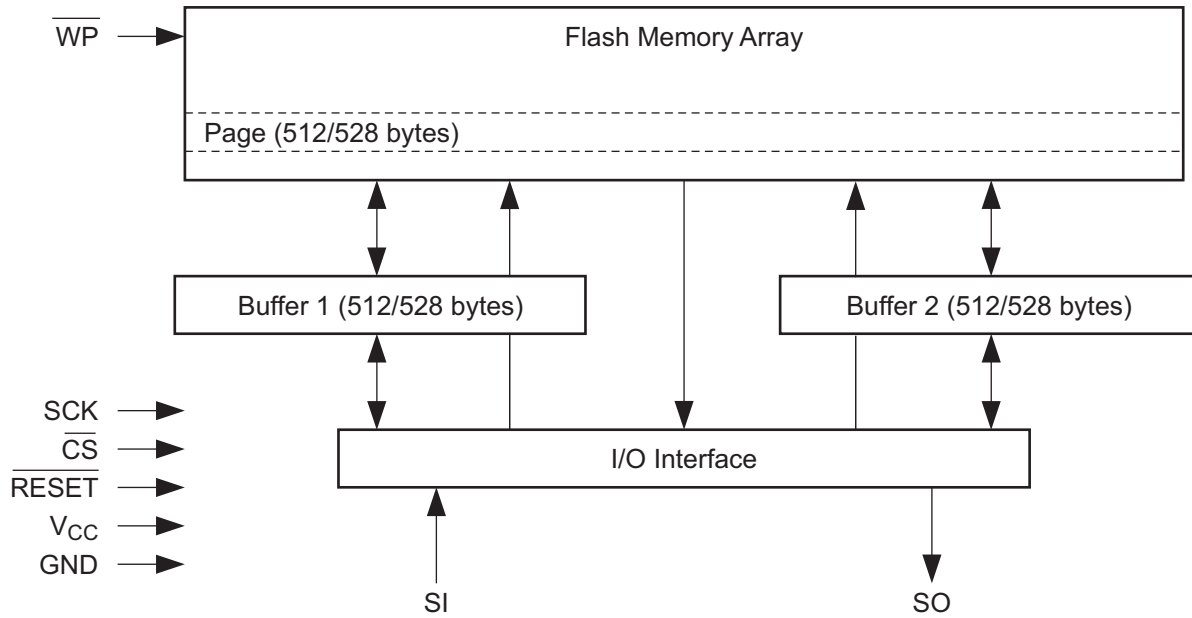 WP
Flash Memory Array
Page (512/528 bytes)
Buffer 1 (512/528 bytes)
Buffer 2 (512/528 bytes)
SCK
CS
RESET
VCC
GND
I/O Interface
SI
SO